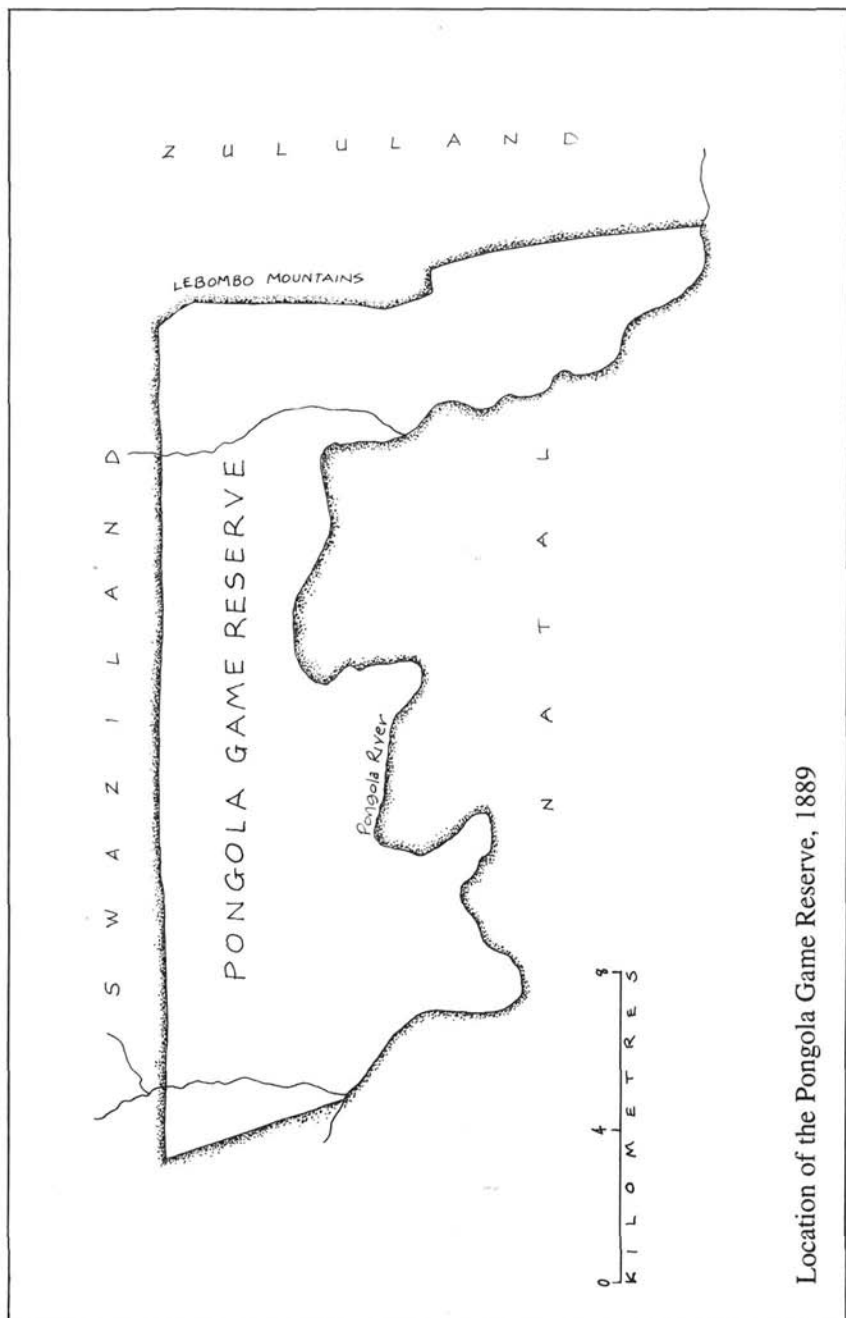 SWAZILAND
ZULULAND
LEBOMBO MOUNTAINS
PONGOLA GAME RESERVE
Pongola River
NATAL
0 4 8
KILOMETRES
Location of the Pongola Game Reserve, 1889